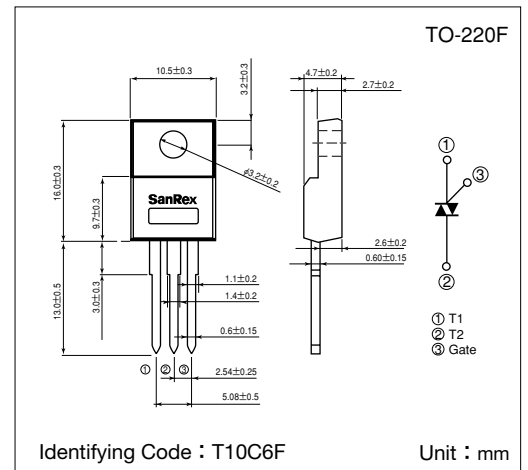 TO-220F
10.5±0.3
3.2±0.3
4.7±0.2
2.7±0.2
16.0±0.3
9.7±0.3
φ3.2±0.2
SanRex
13.0±0.5
3.0±0.3
1.1±0.2
1.4±0.2
0.6±0.15
2.6±0.2
0.60±0.15
① ② ③
2.54±0.25
5.08±0.5
①
③
②
① T1
② T2
③ Gate
Identifying Code：T10C6F
Unit：mm